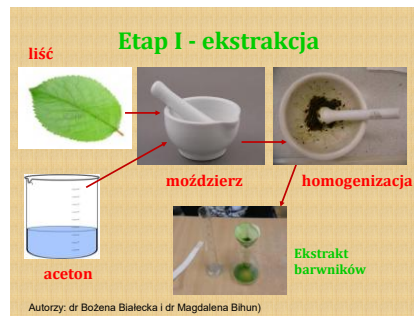 Etap I - ekstrakcja
liść
moździerz
homogenizacja
aceton
Ekstrakt
barwników
Autorzy: dr Bożena Białecka i dr Magdalena Bihun)